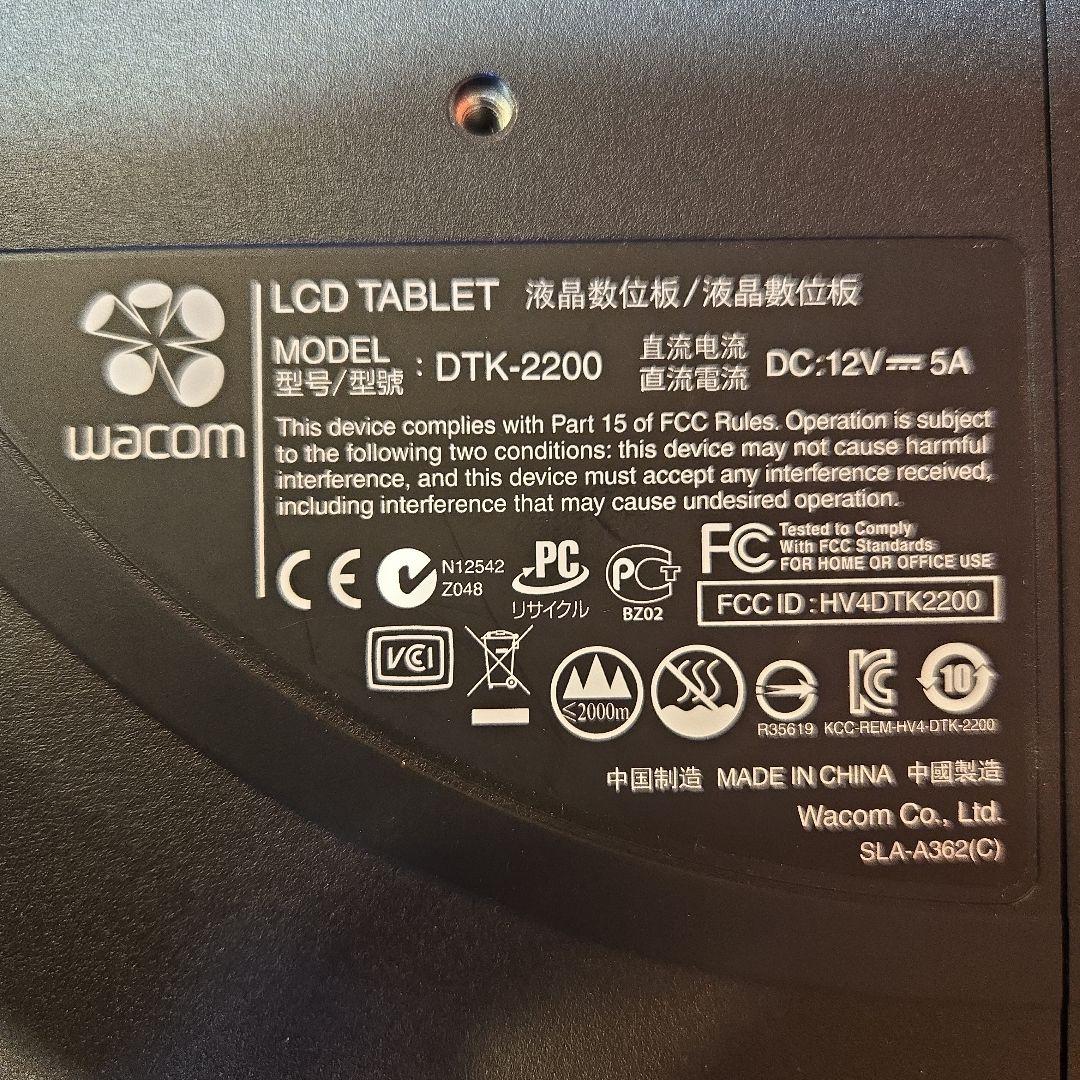 wacom
LCD TABLET 液晶数位板/液晶數位板
MODEL
型号/型號
: DTK-2200
直流电流
直流電流
DC:12V⎓5A
This device complies with Part 15 of FCC Rules. Operation is subject
to the following two conditions: this device may not cause harmful
interference, and this device must accept any interference received,
including interference that may cause undesired operation.
CE
N12542
Z048
PC
リサイクル
PCT
BZ02
FC
Tested to Comply
With FCC Standards
FOR HOME OR OFFICE USE
FCC ID : HV4DTK2200
VCI
≤2000m
R35619
KC
KCC-REM-HV4-DTK-2200
10
中国制造 MADE IN CHINA 中國製造
Wacom Co., Ltd.
SLA-A362(C)